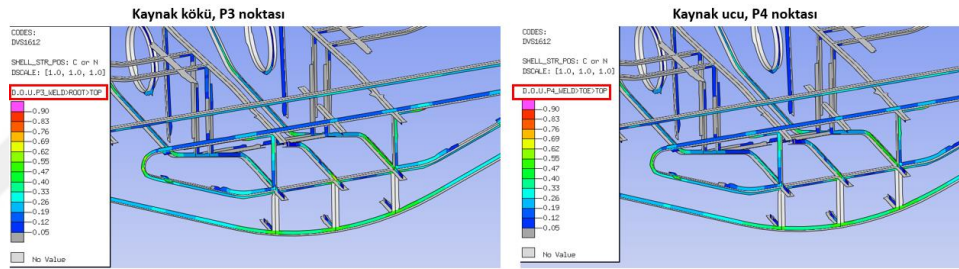 Kaynak kökü, P3 noktası
CODES:
DVS1612
SHELL_STR_POS: C or N
DSCALE: [1.0, 1.0, 1.0]
D.O.U.P3_WELD>ROOT>TOP
0.90
0.83
0.76
0.69
0.62
0.55
0.47
0.40
0.33
0.26
0.19
0.12
0.05
No Value
Kaynak ucu, P4 noktası
CODES:
DVS1612
SHELL_STR_POS: C or N
DSCALE: [1.0, 1.0, 1.0]
D.O.U.P4_WELD>TOE>TOP
0.90
0.83
0.76
0.69
0.62
0.55
0.47
0.40
0.33
0.26
0.19
0.12
0.05
No Value